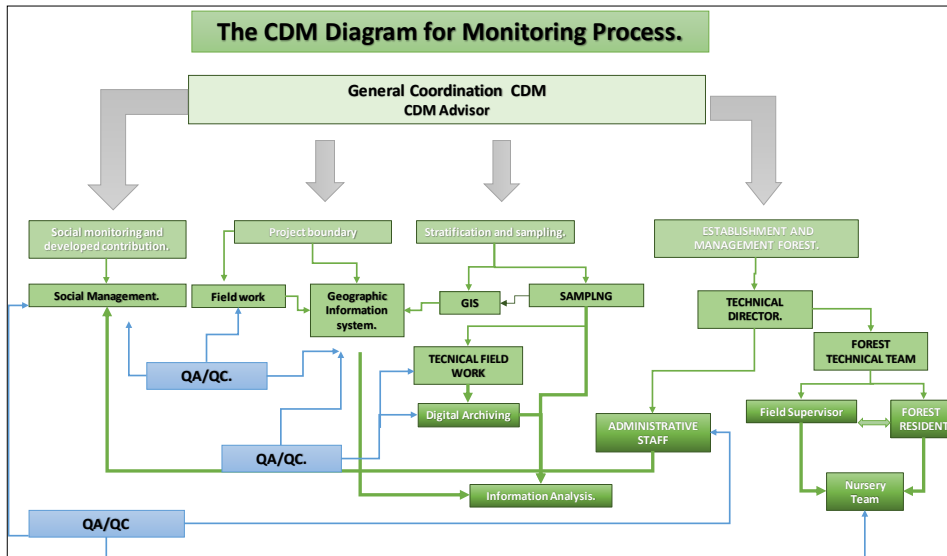 The CDM Diagram for Monitoring Process.
General Coordination CDM
CDM Advisor
Social monitoring and
developed contribution.
Project boundary
Stratification and sampling.
ESTABLISHMENT AND
MANAGEMENT FOREST.
Social Management.
Field work
Geographic
Information
system.
GIS
SAMPLNG
TECHNICAL
DIRECTOR.
FOREST
TECHNICAL TEAM
QA/QC.
TECNICAL FIELD
WORK
Digital Archiving
Field Supervisor
FOREST
RESIDENT
ADMINISTRATIVE
STAFF
QA/QC.
Information Analysis.
Nursery
Team
QA/QC